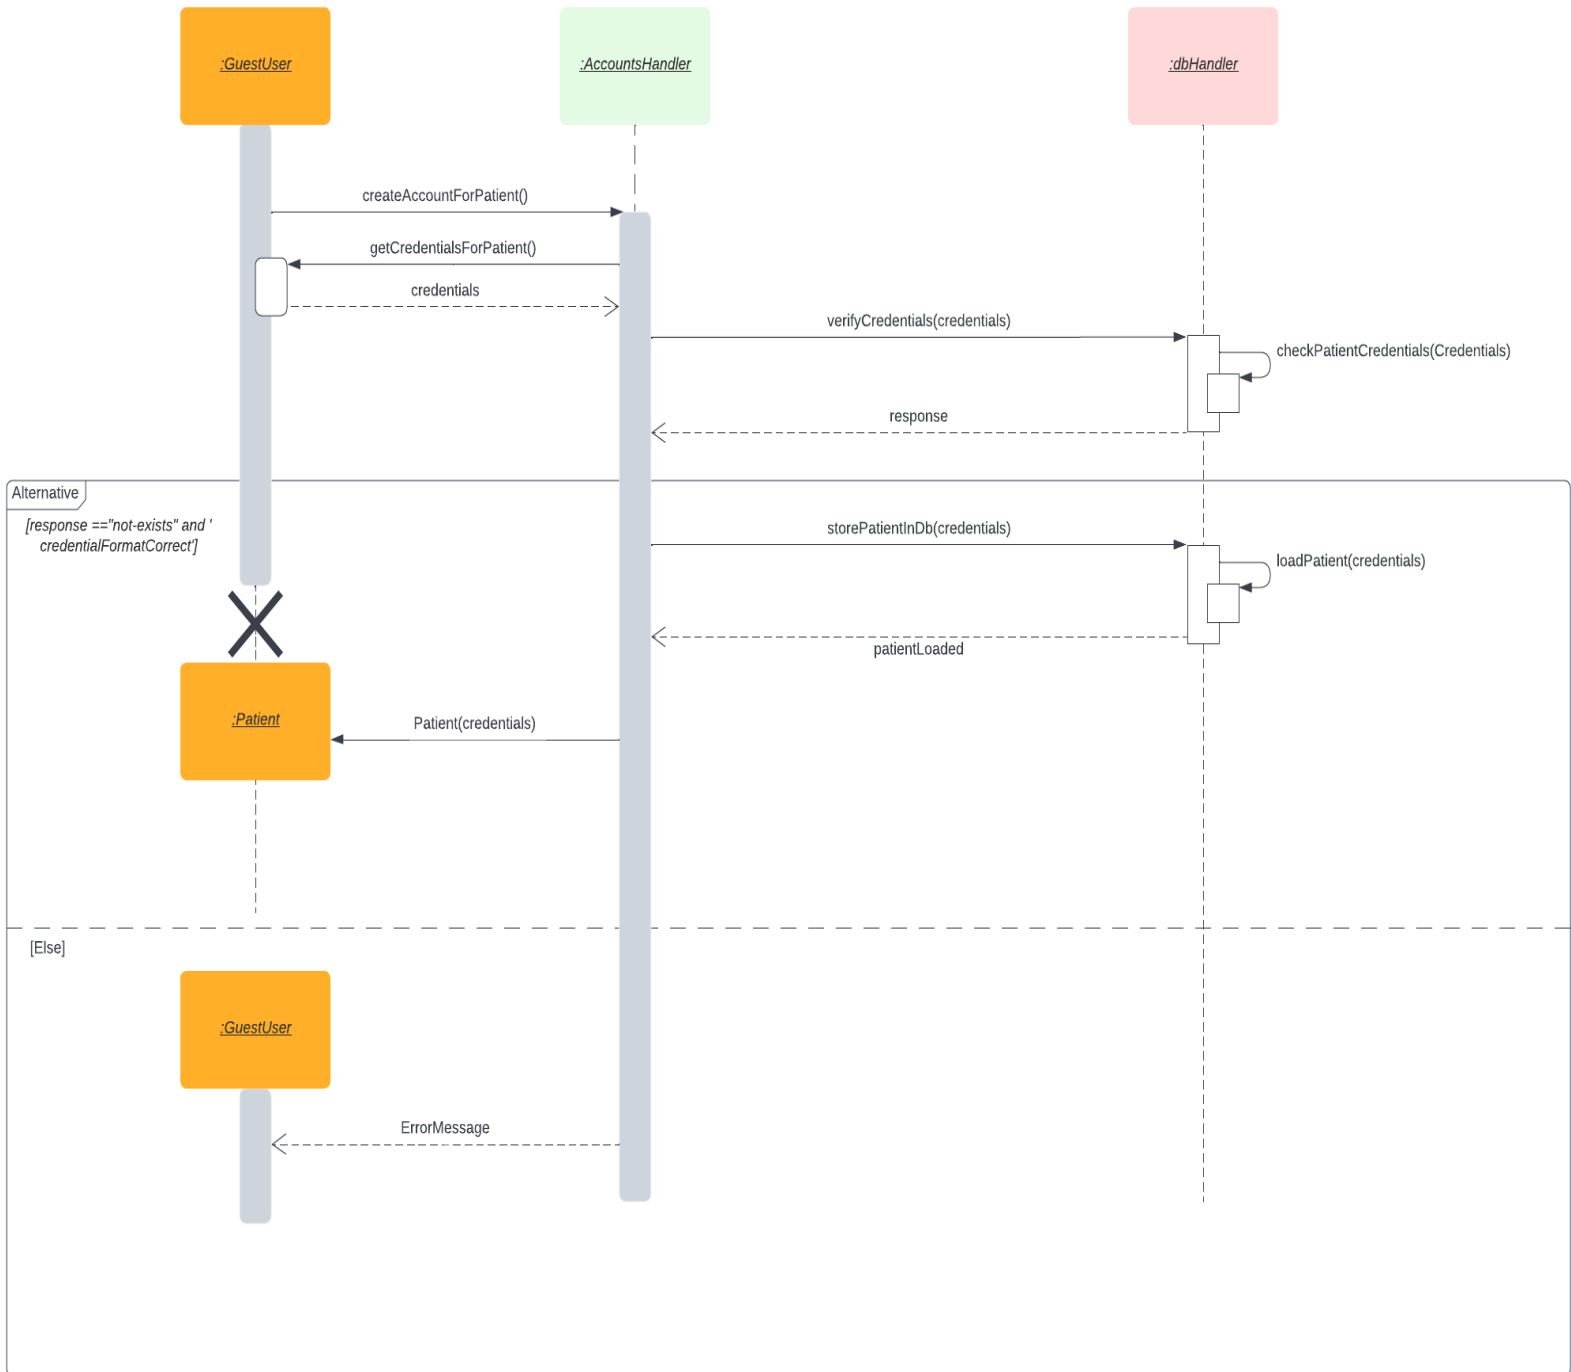 :GuestUser
:AccountsHandler
:dbHandler
createAccountForPatient()
getCredentialsForPatient()
credentials
verifyCredentials(credentials)
checkPatientCredentials(Credentials)
response
Alternative
[response =="not-exists" and '
credentialFormatCorrect']
storePatientInDb(credentials)
loadPatient(credentials)
patientLoaded
:Patient
Patient(credentials)
[Else]
:GuestUser
ErrorMessage